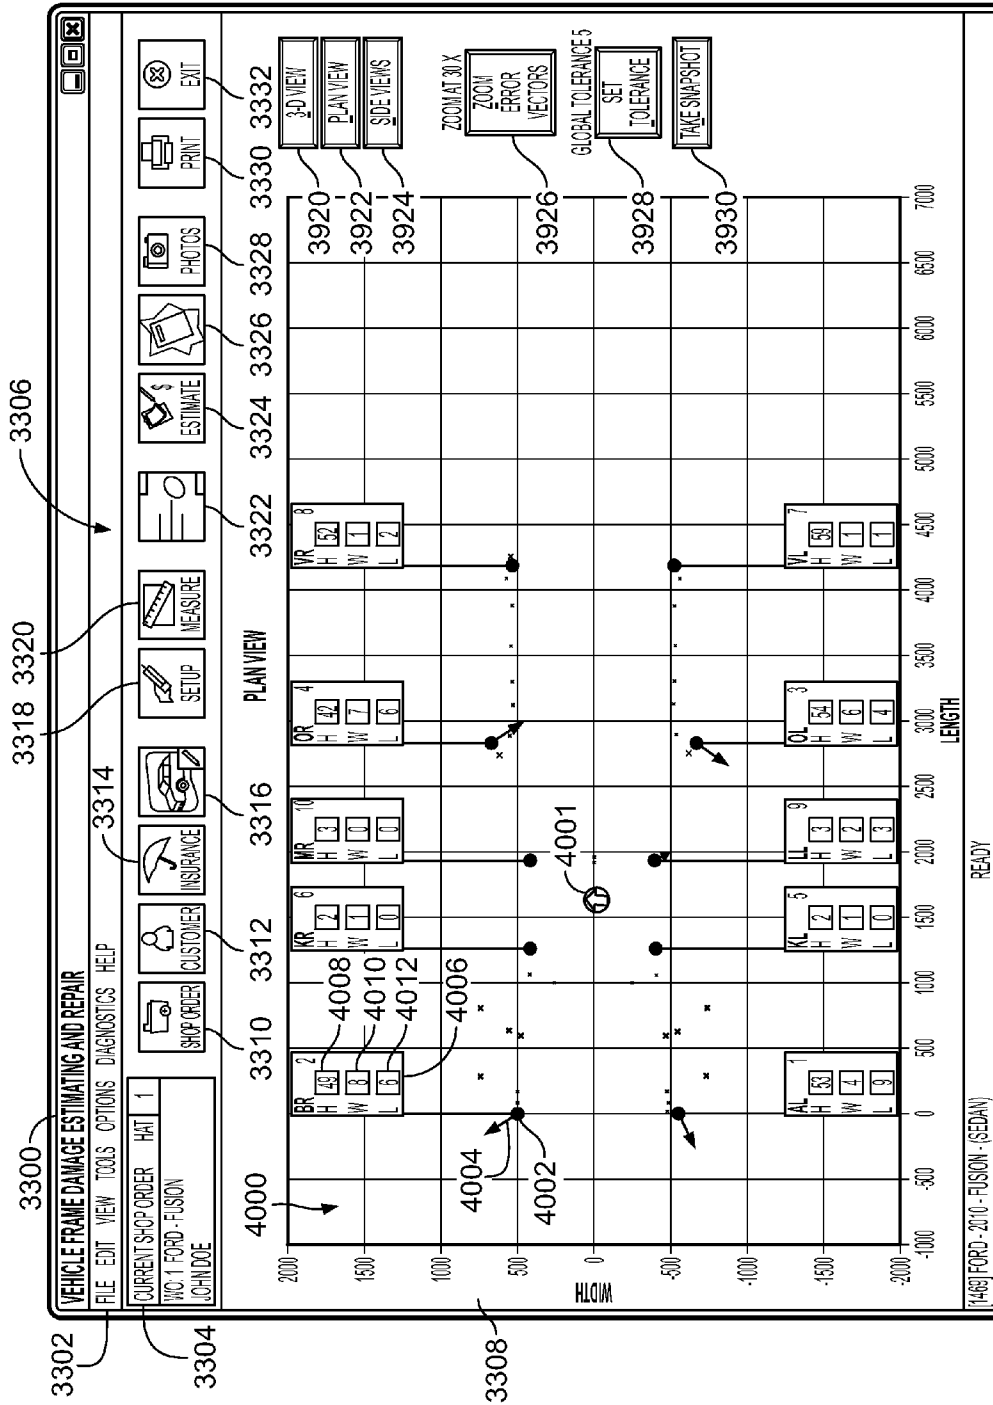 3300
VEHICLE FRAME DAMAGE ESTIMATING AND REPAIR
3302
FILE EDIT VIEW TOOLS OPTIONS DIAGNOSTICS HELP
3306
3304
CURRENT SHOP ORDER HAT 1
WO: 1 FORD - FUSION
JOHN DOE
SHOP ORDER
CUSTOMER
INSURANCE
SETUP
MEASURE
ESTIMATE
PHOTOS
PRINT
EXIT
3310
3312
3314
3316
3318
3320
3322
3324
3326
3328
3330
3332
PLAN VIEW
4000
3308
WIDTH
2000
1500
1000
500
0
-500
-1000
-1500
-2000
BR 2
H 49
W 8
L 6
4008
4010
4012
4006
4004
4002
KR 6
H 2
W 1
L 0
MR 10
H 3
W 0
L 0
OR 4
H 42
W 7
L 6
VR 8
H 52
W 1
L 2
4001
AL 1
H 53
W 4
L 9
KL 5
H 2
W 1
L 0
LL 9
H 3
W 2
L 3
OL 3
H 54
W 6
L 4
VL 7
H 59
W 1
L 1
-1000 -500 0 500 1000 1500 2000 2500 3000 3500 4000 4500 5000 5500 6000 6500 7000
LENGTH
3920
3-D VIEW
3922
PLAN VIEW
3924
SIDE VIEWS
ZOOM AT 30 X
3926
ZOOM
ERROR
VECTORS
GLOBAL TOLERANCE 5
3928
SET
TOLERANCE
3930
TAKE SNAPSHOT
[1469] FORD - 2010 - FUSION - (SEDAN)
READY